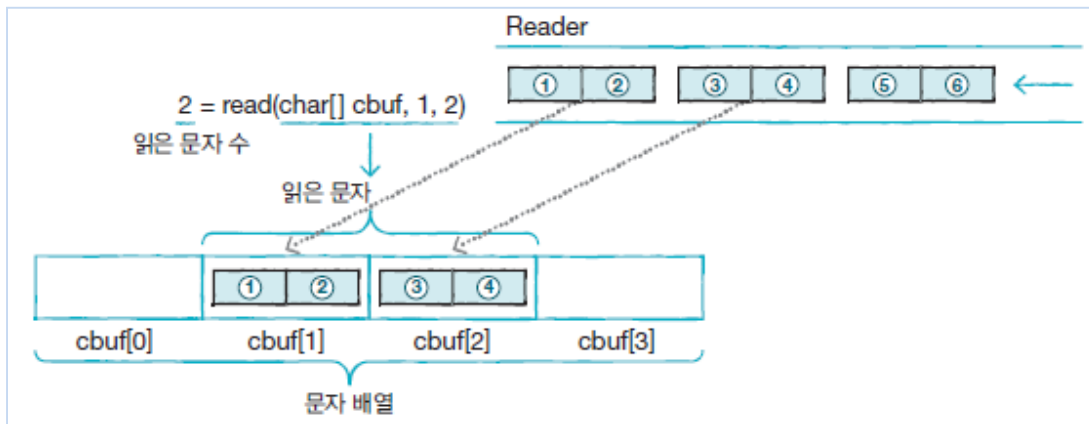 Reader
① ② ③ ④ ⑤ ⑥
2 = read(char[] cbuf, 1, 2)
읽은 문자 수
읽은 문자
① ② ③ ④
cbuf[0] cbuf[1] cbuf[2] cbuf[3]
문자 배열